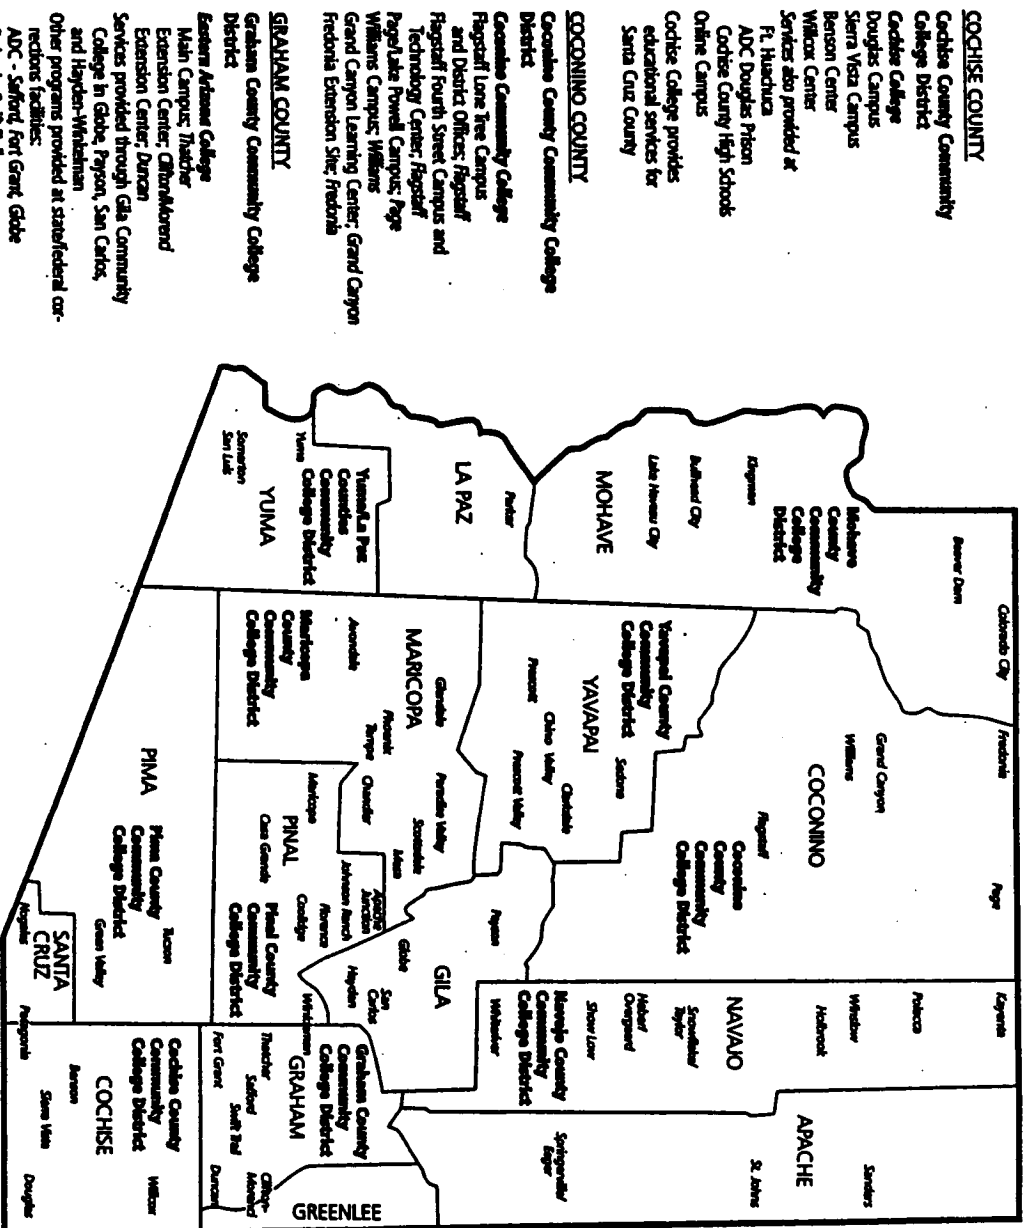 COCHISE COUNTY
Cochise County Community
College District
Cochise College
Douglas Campus
Sierra Vista Campus
Benson Center
Willcox Center
Services also provided at
Ft. Huachuca
ADC Douglas Prison
Cochise County High Schools
Online Campus
Cochise College provides
educational services for
Santa Cruz County
COCONINO COUNTY
Coconino County Community College
District
Coconino Community College
Flagstaff Lone Tree Campus
and District Offices; Flagstaff
Flagstaff Fourth Street Campus and
Technology Center; Flagstaff
Page/Lake Powell Campus; Page
Williams Campus; Williams
Grand Canyon Learning Center; Grand Canyon
Fredonia Extension Site; Fredonia
GRAHAM COUNTY
Graham County Community College
District
Eastern Arizona College
Main Campus; Thatcher
Extension Center; Clifton/Morenci
Extension Center; Duncan
Services provided through Gila Community
College in Globe, Payson, San Carlos,
and Hayden-Winkelman
Other programs provided at state/federal cor-
rections facilities:
ADC - Safford, Fort Grant, Globe
Colorado City
Fredonia
Page
Kayenta
Beaver Dam
Polacca
Grand Canyon
Williams
Winslow
Sanders
Mohave
County
Community
College
District
COCONINO
Holbrook
APACHE
Kingman
Flagstaff
St. Johns
Bullhead City
Coconino
County
Community
College District
NAVAJO
Snowflake/
Taylor
Lake Havasu City
Yavapai County
Community
College District
Sedona
Heber/
Overgaard
MOHAVE
YAVAPAI
Clarkdale
Show Low
Chino Valley
Prescott
Prescott Valley
Navajo County
Community
College District
Springerville/
Eager
Parker
Payson
Whiteriver
LA PAZ
Glendale
Paradise Valley
GILA
MARICOPA
Scottsdale
Mesa
Globe
Phoenix
Tempe
Chandler
Apache
Junction
San
Carlos
Yuma/La Paz
Counties
Community
College District
Avondale
Johnson Ranch
Hayden
Graham County
Community
College District
Yuma
Maricopa
Florence
Winkelman
Maricopa
County
Community
College District
PINAL
Coolidge
GRAHAM
GREENLEE
YUMA
Casa Grande
Pinal County
Community
College District
Thatcher
Safford
Swift Trail
Clifton-
Morenci
Somerton
San Luis
Fort Grant
Duncan
PIMA
Pima County
Community
College District
Tucson
Cochise County
Community
College District
Willcox
Green Valley
Benson
COCHISE
SANTA
CRUZ
Sierra Vista
Nogales
Patagonia
Douglas